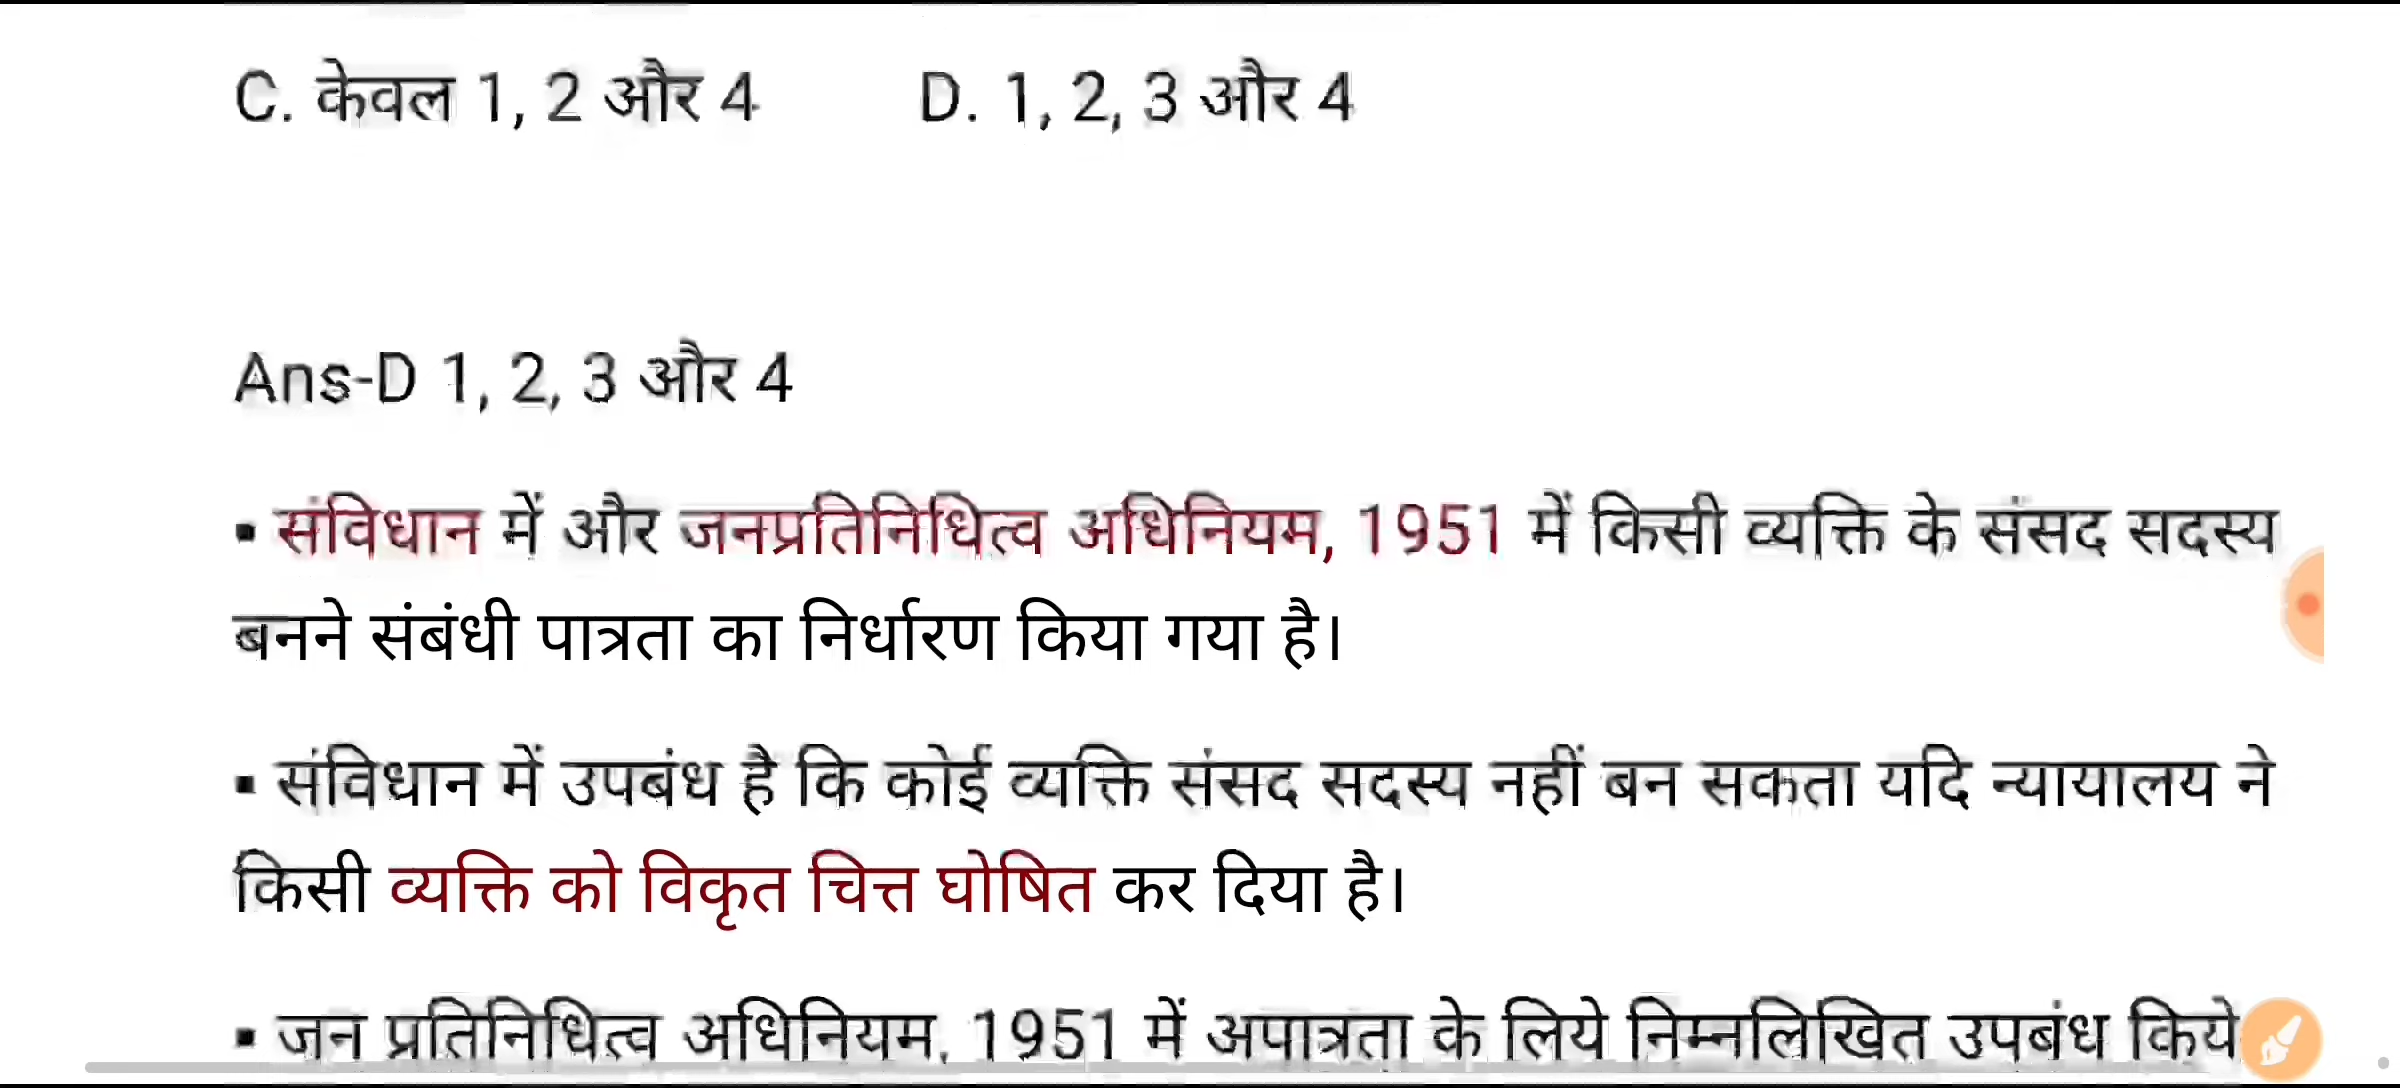 C. केवल 1, 2 और 4 D. 1, 2, 3 और 4
Ans-D 1, 2, 3 और 4
▪ संविधान में और जनप्रतिनिधित्व अधिनियम, 1951 में किसी व्यक्ति के संसद सदस्य
बनने संबंधी पात्रता का निर्धारण किया गया है।
▪ संविधान में उपबंध है कि कोई व्यक्ति संसद सदस्य नहीं बन सकता यदि न्यायालय ने
किसी व्यक्ति को विकृत चित्त घोषित कर दिया है।
▪ जन प्रतिनिधित्व अधिनियम, 1951 में अपात्रता के लिये निम्नलिखित उपबंध किये